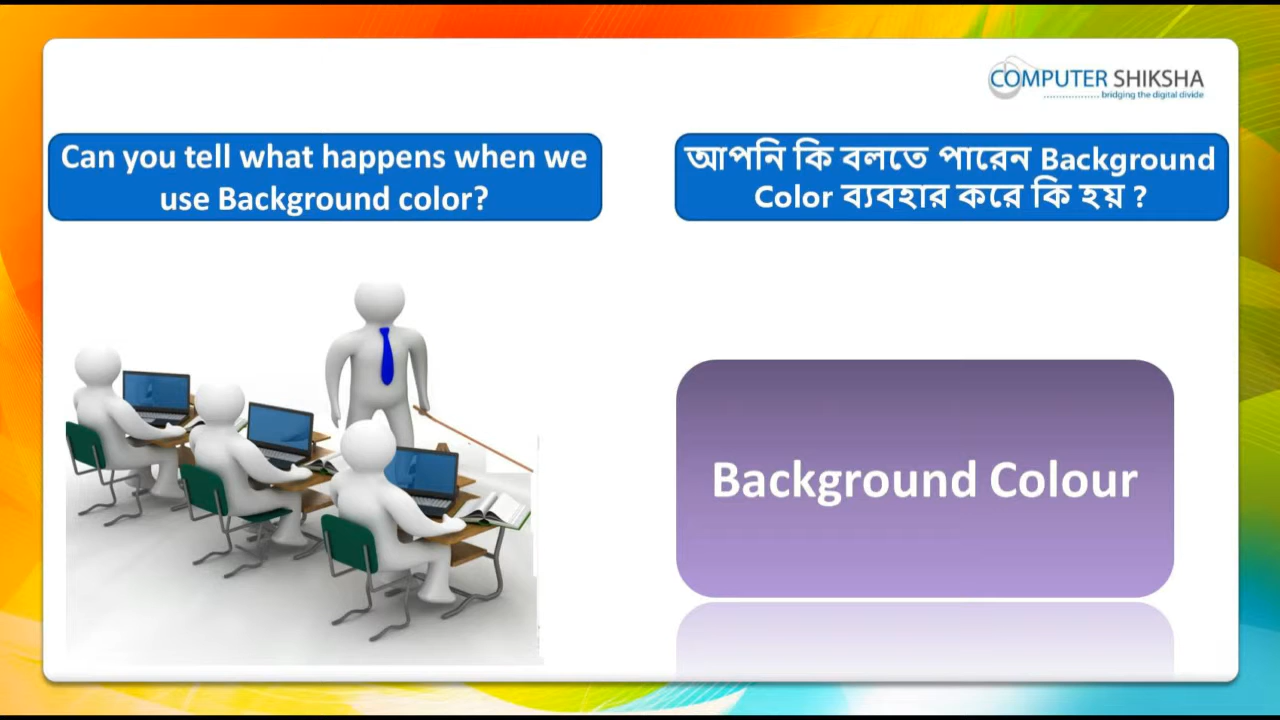 COMPUTER SHIKSHA
bridging the digital divide
Can you tell what happens when we
use Background color?
আপনি কি বলতে পারেন Background
Color ব্যবহার করে কি হয় ?
Background Colour